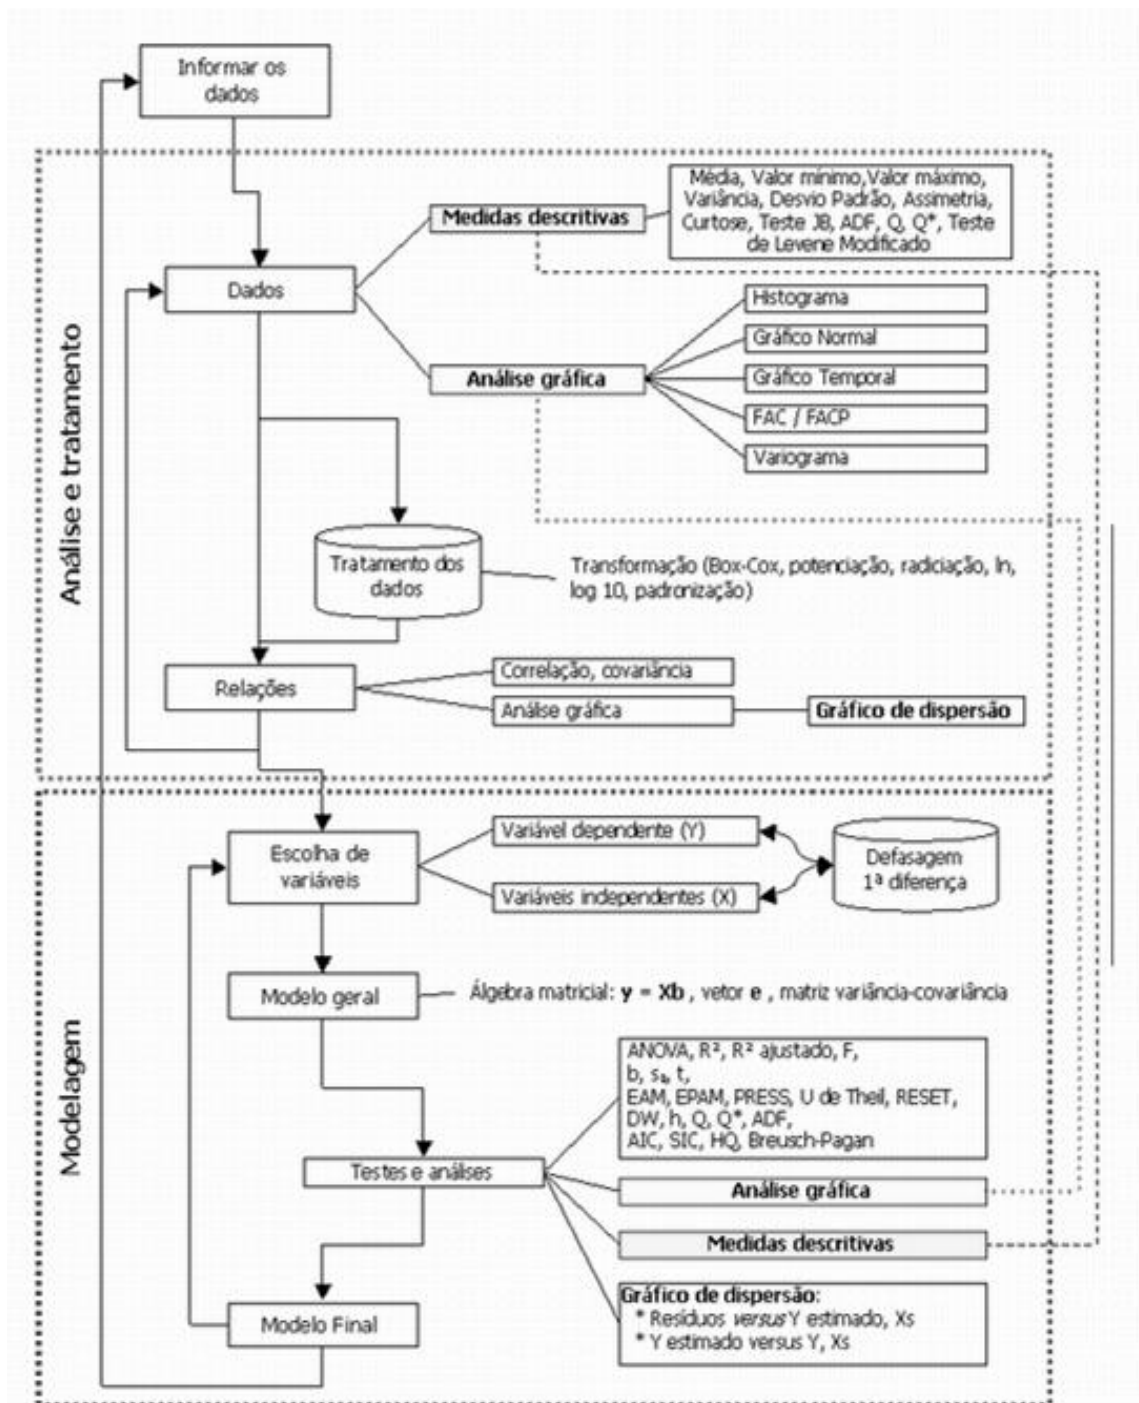 Informar os
dados
Análise e tratamento
Medidas descritivas
Média, Valor mínimo, Valor máximo,
Variância, Desvio Padrão, Assimetria,
Curtose, Teste JB, ADF, Q, Q*, Teste
de Levene Modificado
Dados
Análise gráfica
Histograma
Gráfico Normal
Gráfico Temporal
FAC / FACP
Variograma
Tratamento dos
dados
Transformação (Box-Cox, potenciação, radiciação, ln,
log 10, padronização)
Relações
Correlação, covariância
Análise gráfica
Gráfico de dispersão
Modelagem
Escolha de
variáveis
Variável dependente (Y)
Variáveis independentes (X)
Defasagem
1ª diferença
Modelo geral
Álgebra matricial: y = Xb , vetor e , matriz variância-covariância
ANOVA, R², R² ajustado, F,
b, t,
EAM, EPAM, PRESS, U de Theil, RESET,
DW, h, Q, Q*, ADF,
AIC, SIC, HQ, Breusch-Pagan
Testes e análises
Análise gráfica
Medidas descritivas
Gráfico de dispersão:
* Resíduos versus Y estimado, Xs
* Y estimado versus Y, Xs
Modelo Final